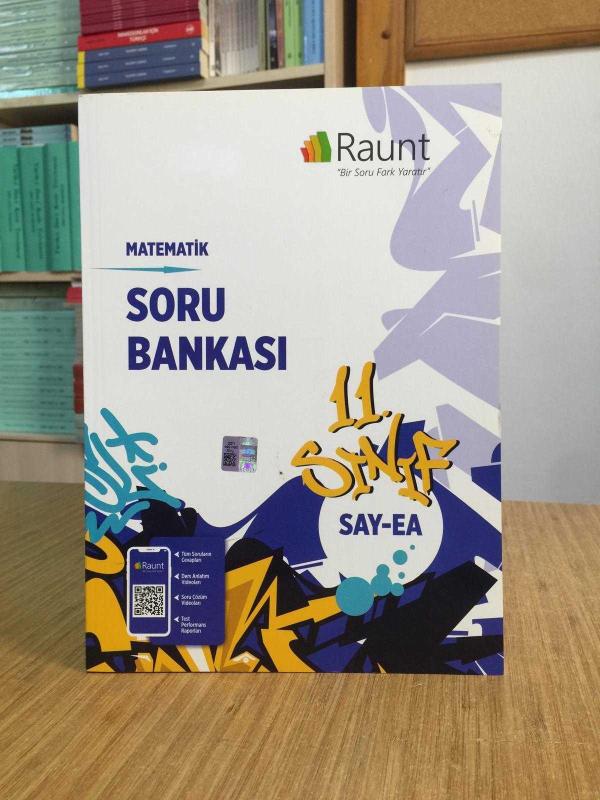 Raunt
"Bir Soru Fark Yaratır"
MATEMATİK
SORU
BANKASI
11.
SINIF
SAY-EA
Raunt
Tüm Soruların
Cevapları
Ders Anlatım
Videoları
Soru Çözüm
Videoları
Test
Performans
Raporları